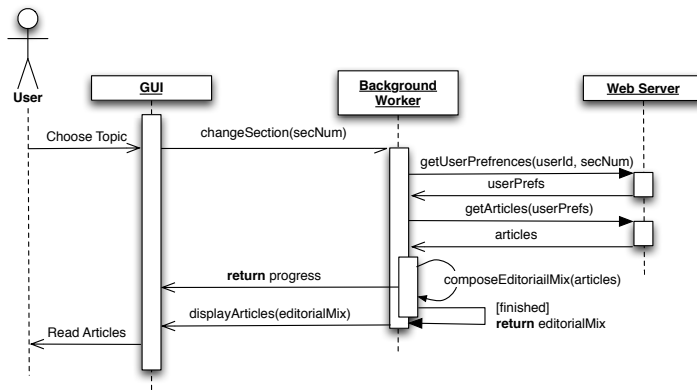 User
GUI
Background
Worker
Web Server
Choose Topic
changeSection(secNum)
getUserPrefrences(userId, secNum)
userPrefs
getArticles(userPrefs)
articles
return progress
composeEditoriailMix(articles)
[finished]
return editorialMix
displayArticles(editorialMix)
Read Articles